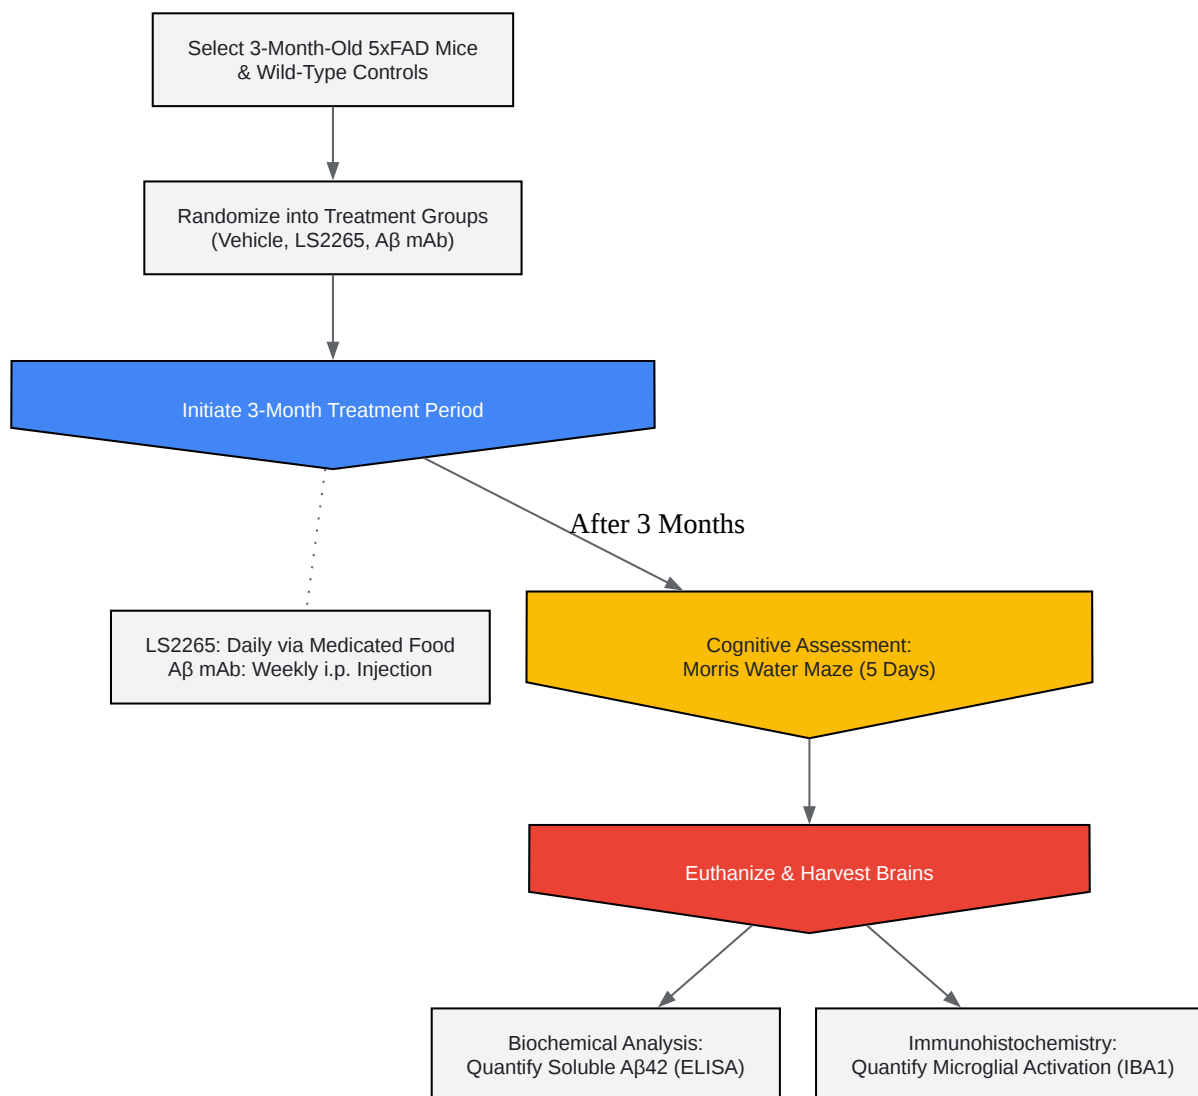 Select 3-Month-Old 5xFAD Mice
& Wild-Type Controls
Randomize into Treatment Groups
(Vehicle, LS2265, Aβ mAb)
Initiate 3-Month Treatment Period
After 3 Months
LS2265: Daily via Medicated Food
Aβ mAb: Weekly i.p. Injection
Cognitive Assessment:
Morris Water Maze (5 Days)
Euthanize & Harvest Brains
Biochemical Analysis:
Quantify Soluble Aβ42 (ELISA)
Immunohistochemistry:
Quantify Microglial Activation (IBA1)